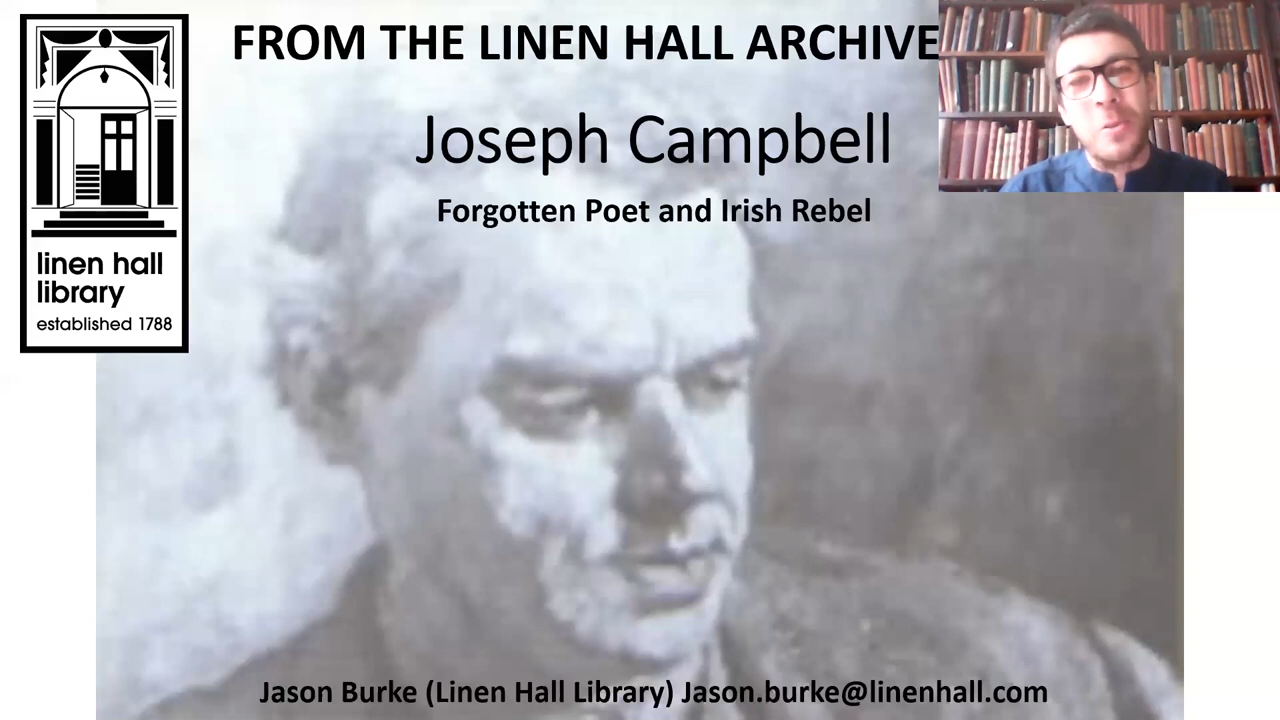 FROM THE LINEN HALL ARCHIVE
Joseph Campbell
Forgotten Poet and Irish Rebel
linen hall
library
established 1788
Jason Burke (Linen Hall Library) Jason.burke@linenhall.com